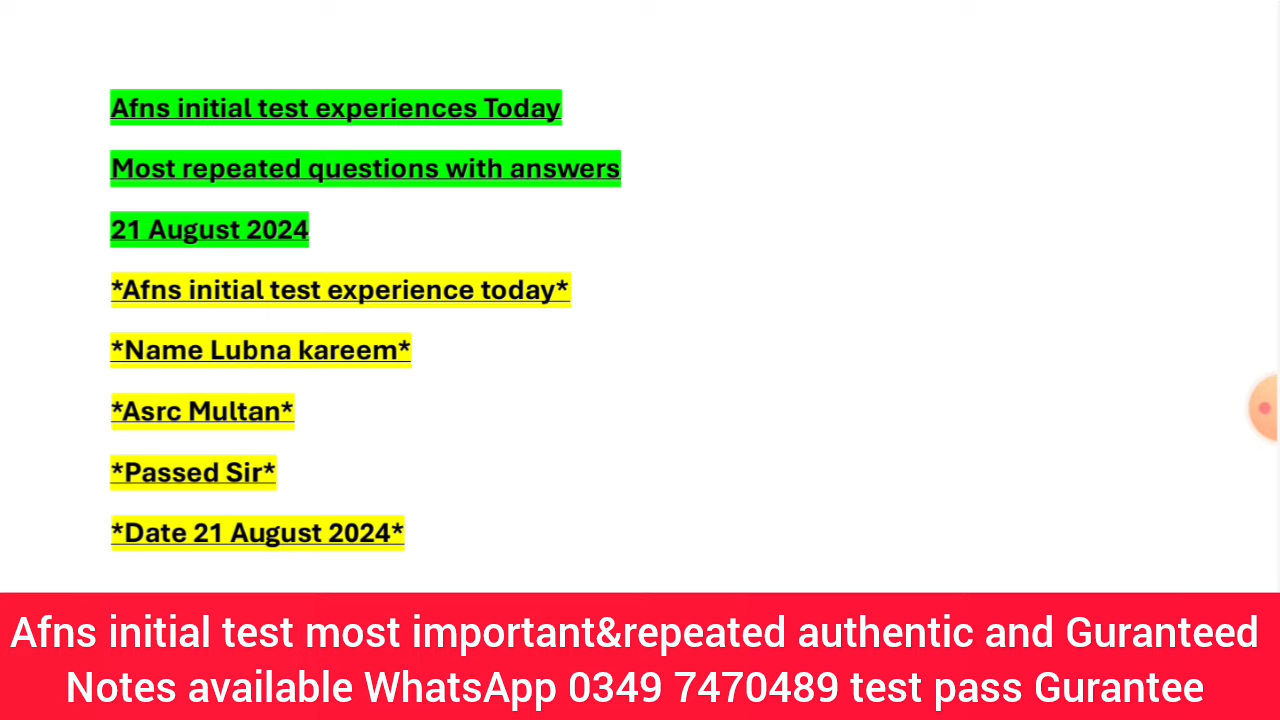 Afns initial test experiences Today
Most repeated questions with answers
21 August 2024
*Afns initial test experience today*
*Name Lubna kareem*
*Asrc Multan*
*Passed Sir*
*Date 21 August 2024*
Afns initial test most important&repeated authentic and Guranteed
Notes available WhatsApp 0349 7470489 test pass Gurantee